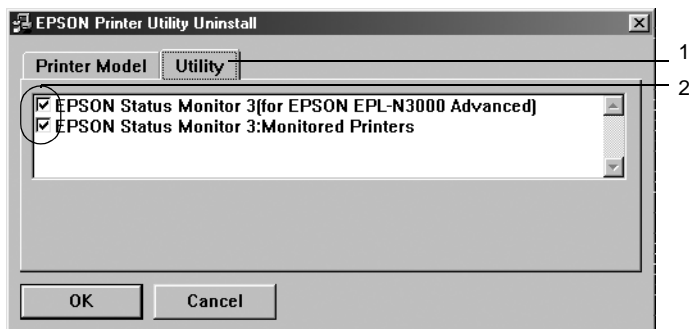 EPSON Printer Utility Uninstall
Printer Model Utility
1
2
EPSON Status Monitor 3(for EPSON EPL-N3000 Advanced)
EPSON Status Monitor 3:Monitored Printers
OK Cancel